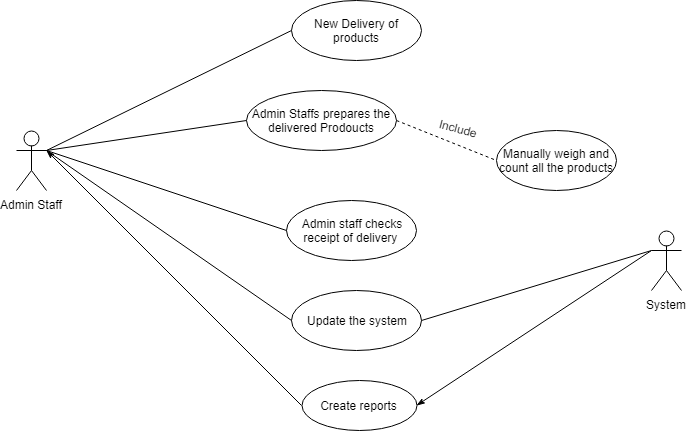 New Delivery of
products
Admin Staffs prepares the
delivered Prodoucts
Include
Manually weigh and
count all the products
Admin Staff
Admin staff checks
receipt of delivery
System
Update the system
Create reports